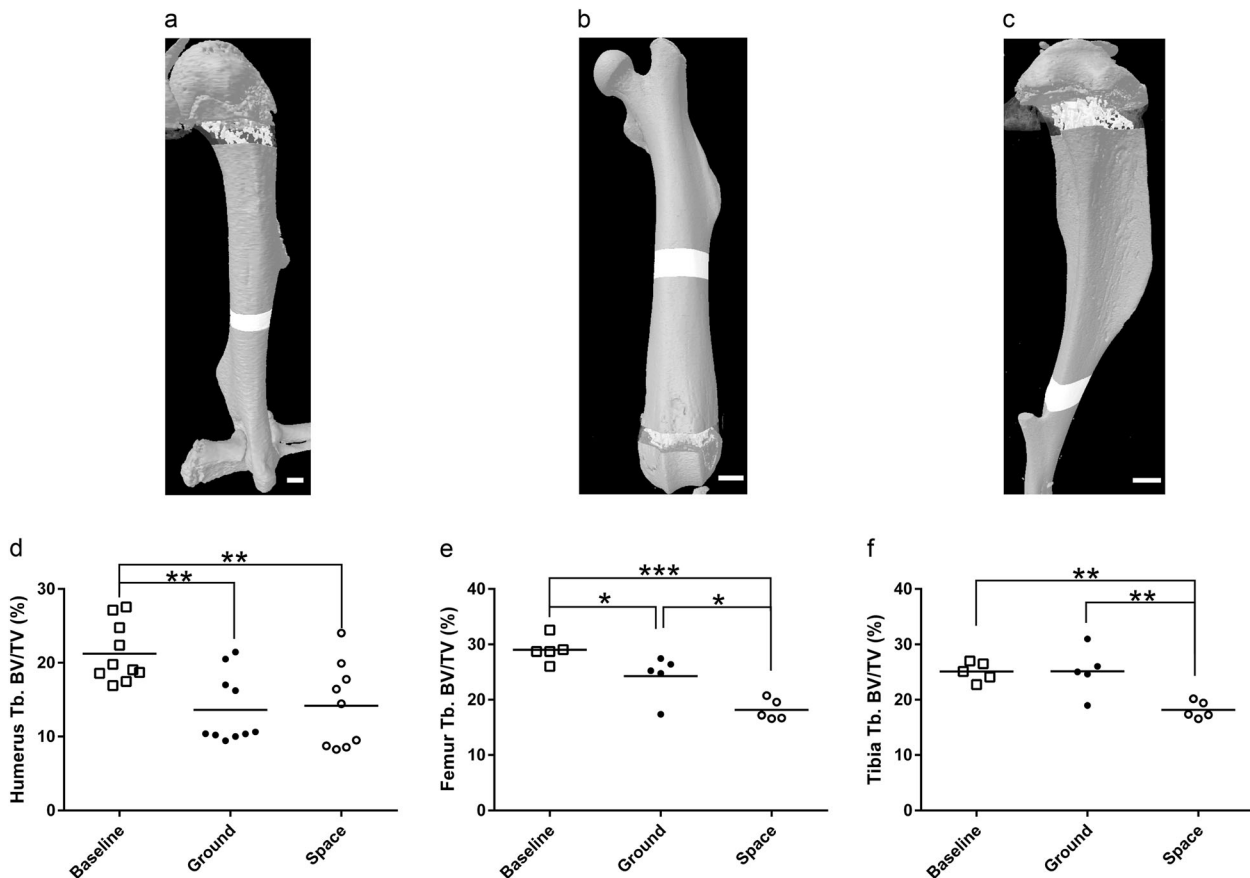 a
b
c
d
e
f
**
**
30
20
10
0
Humerus Tb. BV/TV (%)
Baseline
Ground
Space
***
*
*
40
30
20
10
0
Femur Tb. BV/TV (%)
Baseline
Ground
Space
**
**
40
30
20
10
0
Tibia Tb. BV/TV (%)
Baseline
Ground
Space